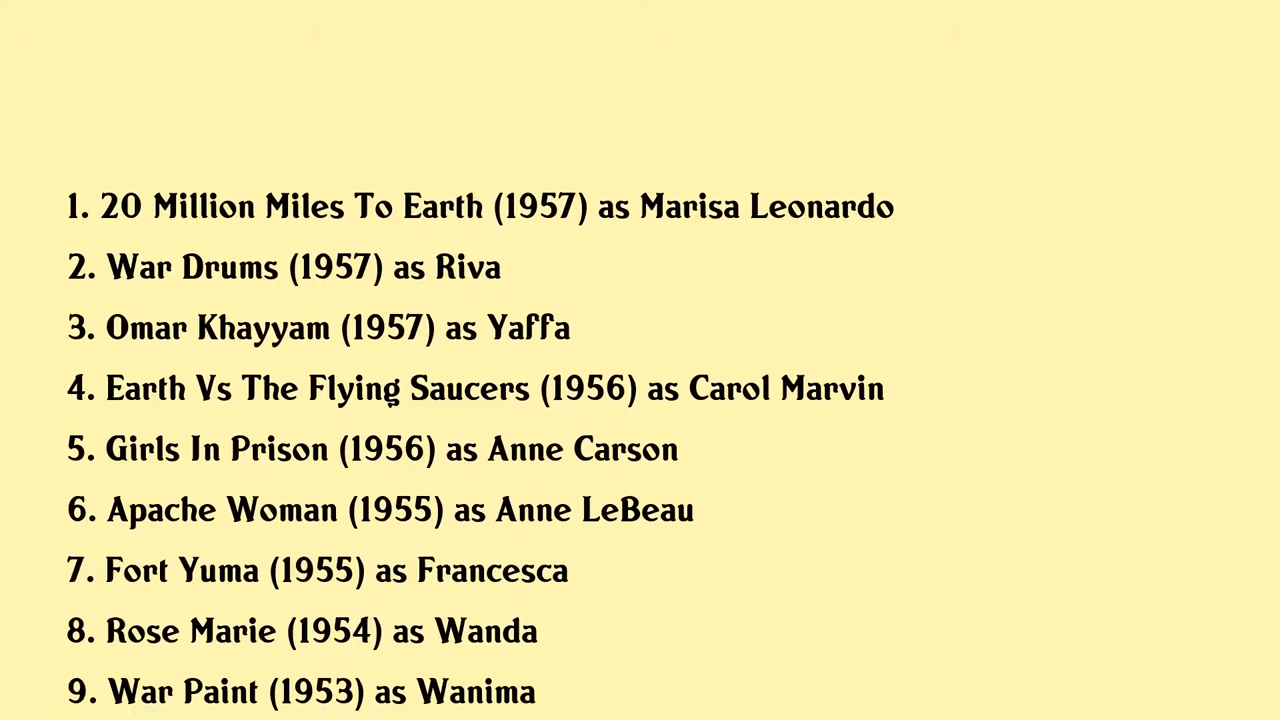 1. 20 Million Miles To Earth (1957) as Marisa Leonardo
2. War Drums (1957) as Riva
3. Omar Khayyam (1957) as Yaffa
4. Earth Vs The Flying Saucers (1956) as Carol Marvin
5. Girls In Prison (1956) as Anne Carson
6. Apache Woman (1955) as Anne LeBeau
7. Fort Yuma (1955) as Francesca
8. Rose Marie (1954) as Wanda
9. War Paint (1953) as Wanima